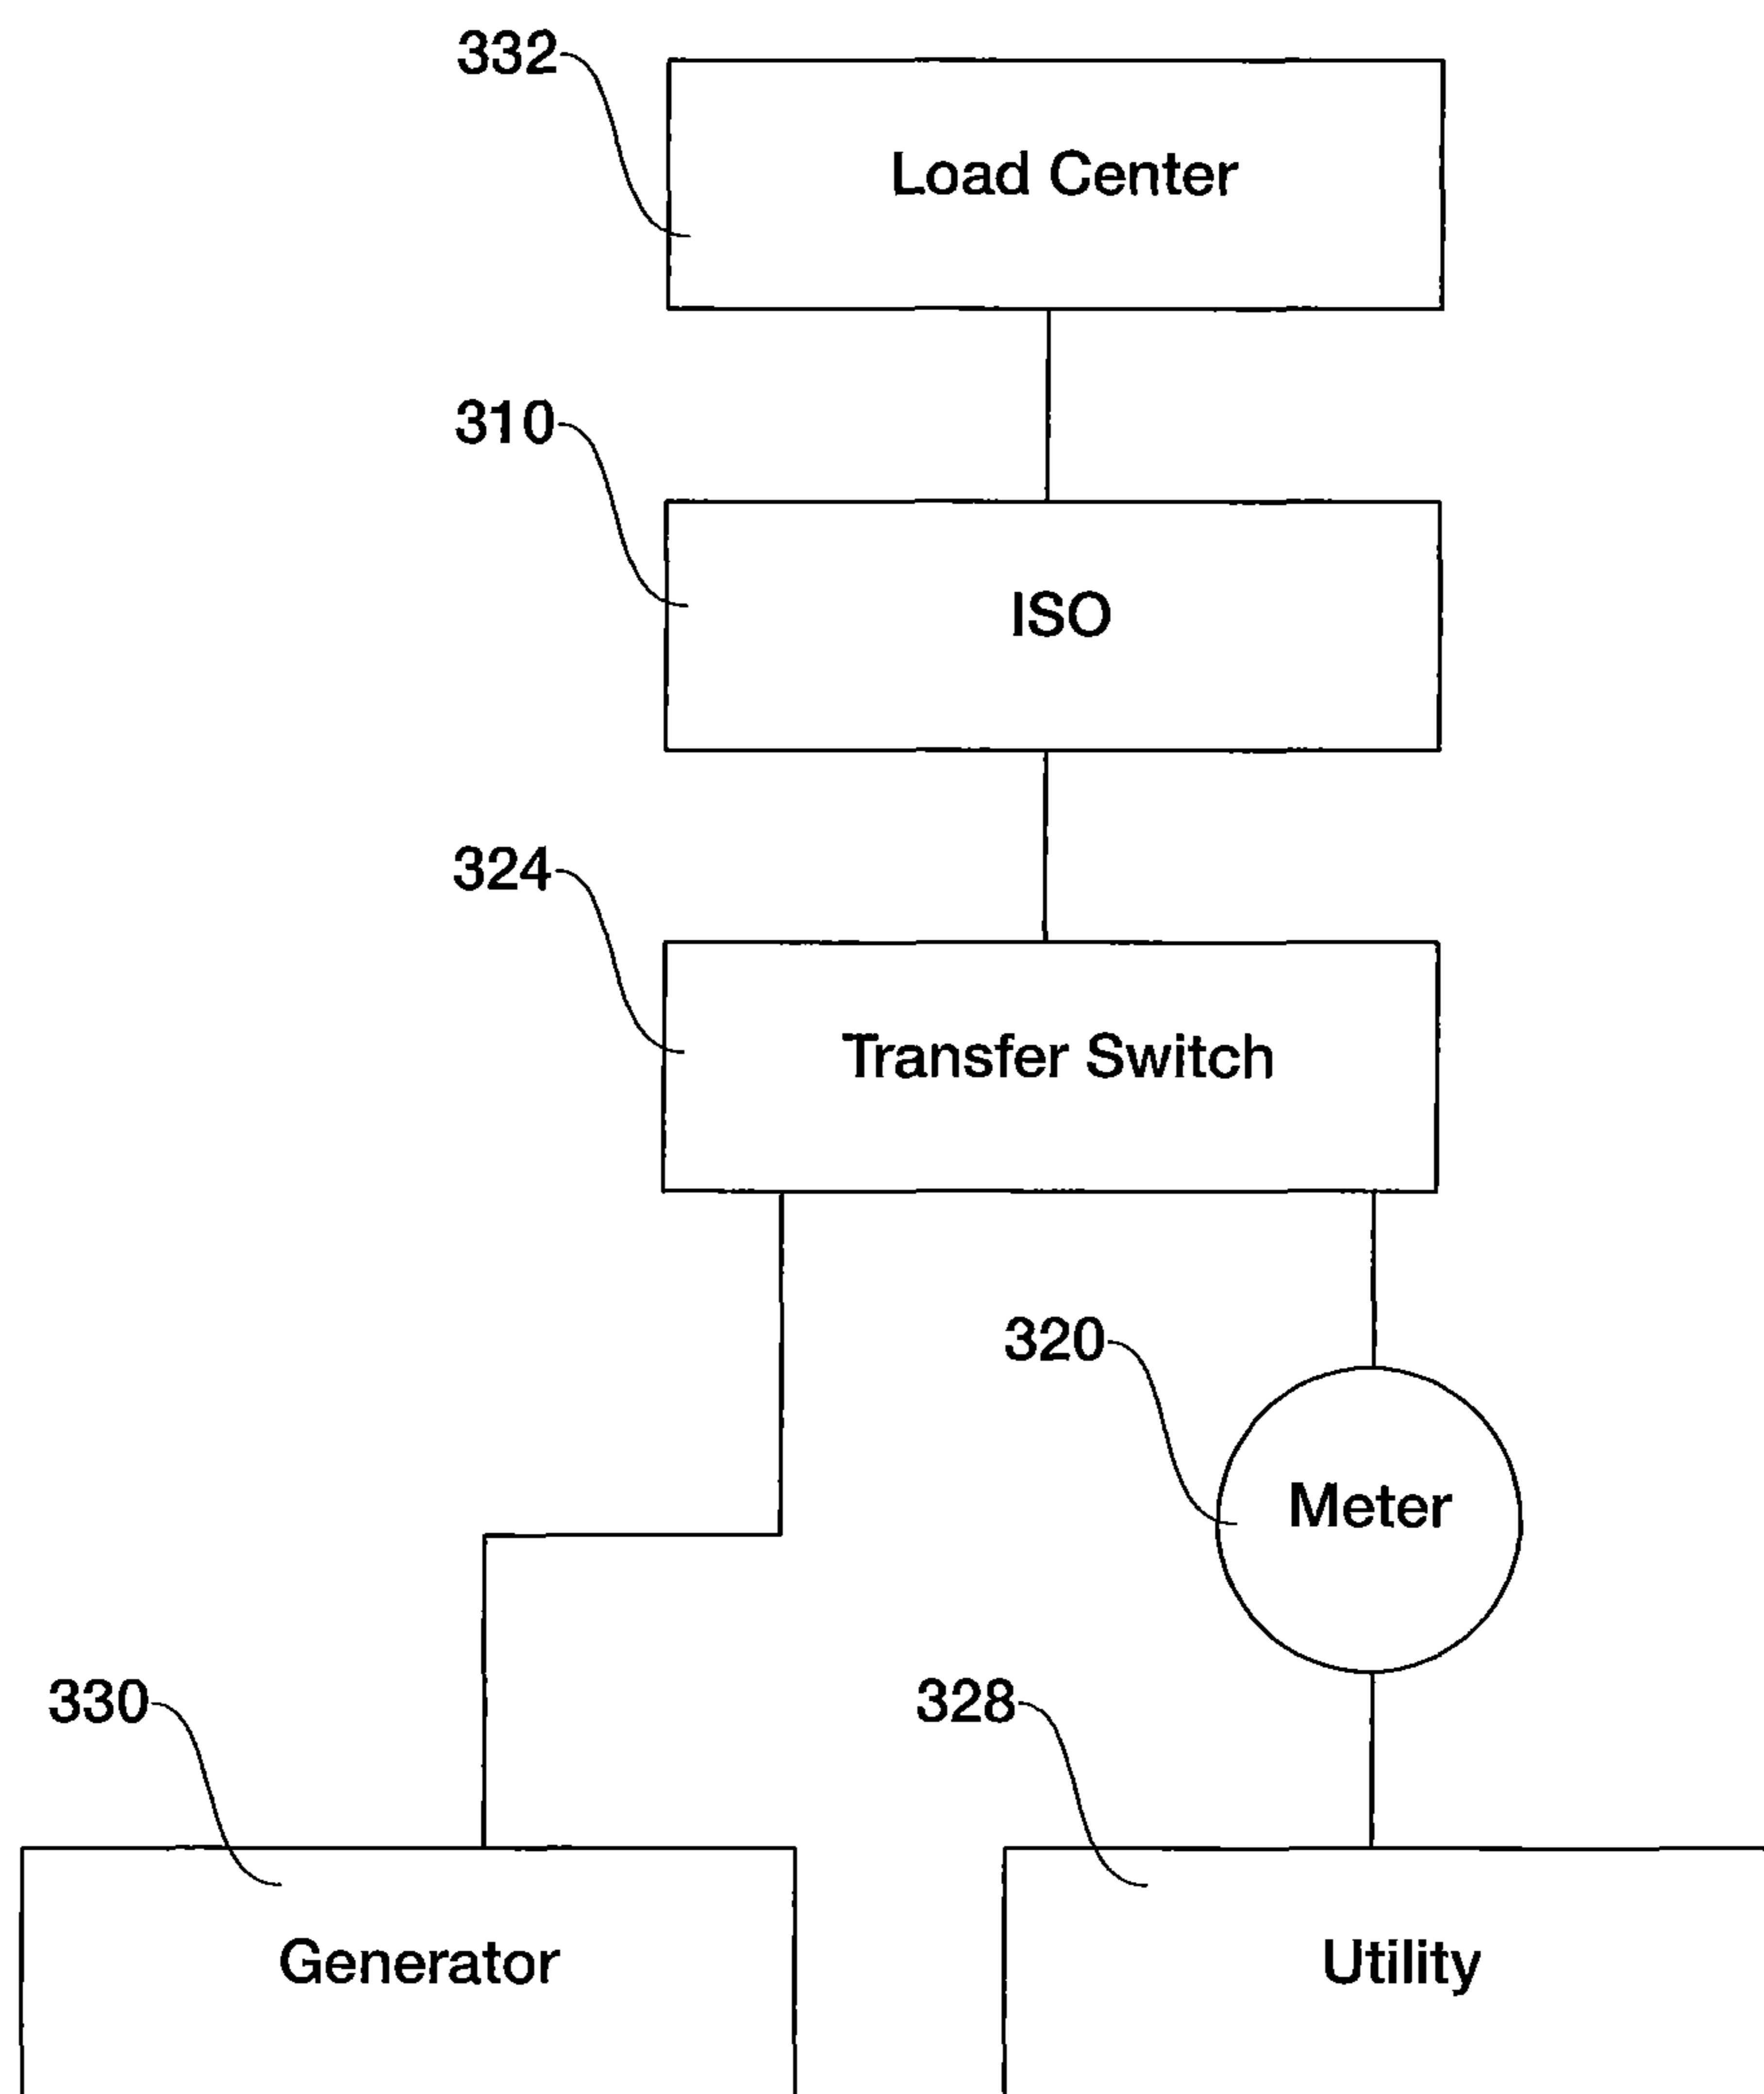 332
Load Center
310
ISO
324
Transfer Switch
320
Meter
330
328
Generator
Utility